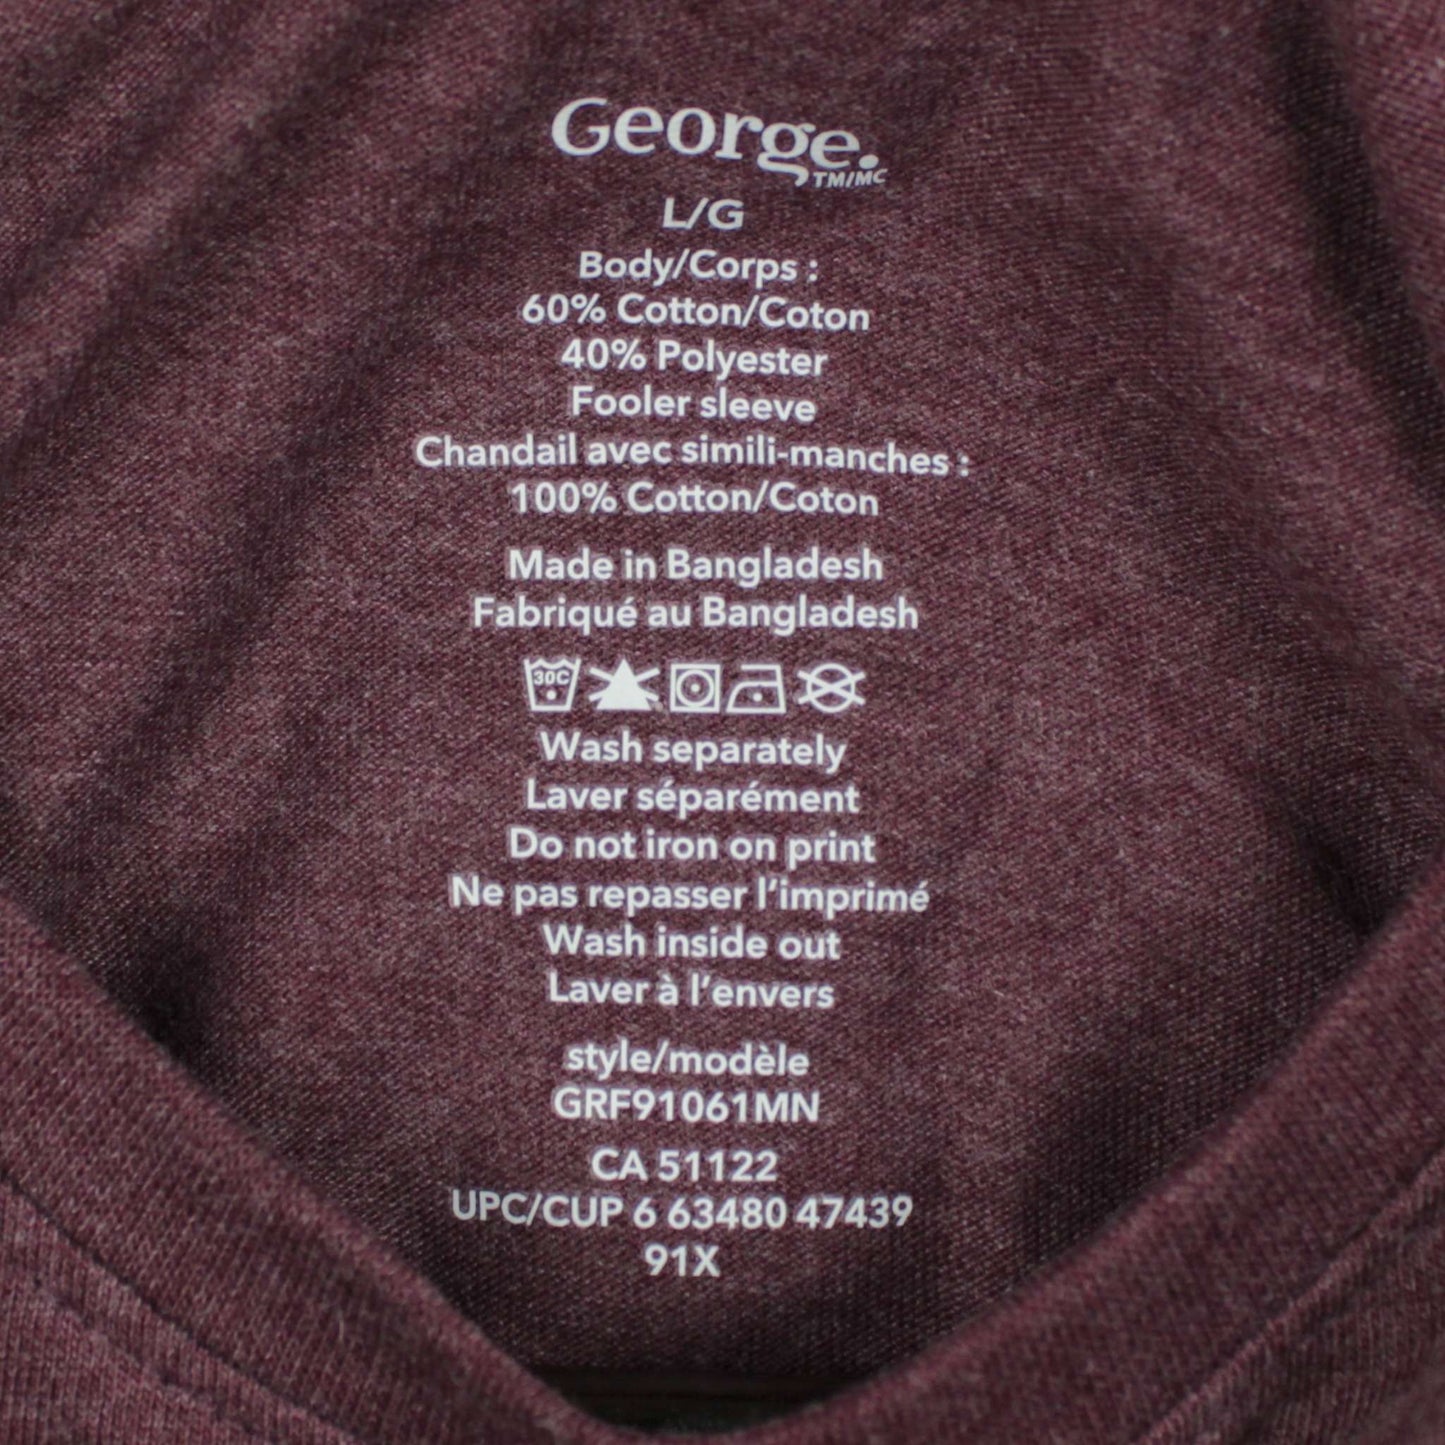 George.
TM/MC
L/G
Body/Corps :
60% Cotton/Coton
40% Polyester
Fooler sleeve
Chandail avec simili-manches :
100% Cotton/Coton
Made in Bangladesh
Fabriqué au Bangladesh
30C
Wash separately
Laver séparément
Do not iron on print
Ne pas repasser l’imprimé
Wash inside out
Laver à l’envers
style/modèle
GRF91061MN
CA 51122
UPC/CUP 6 63480 47439
91X